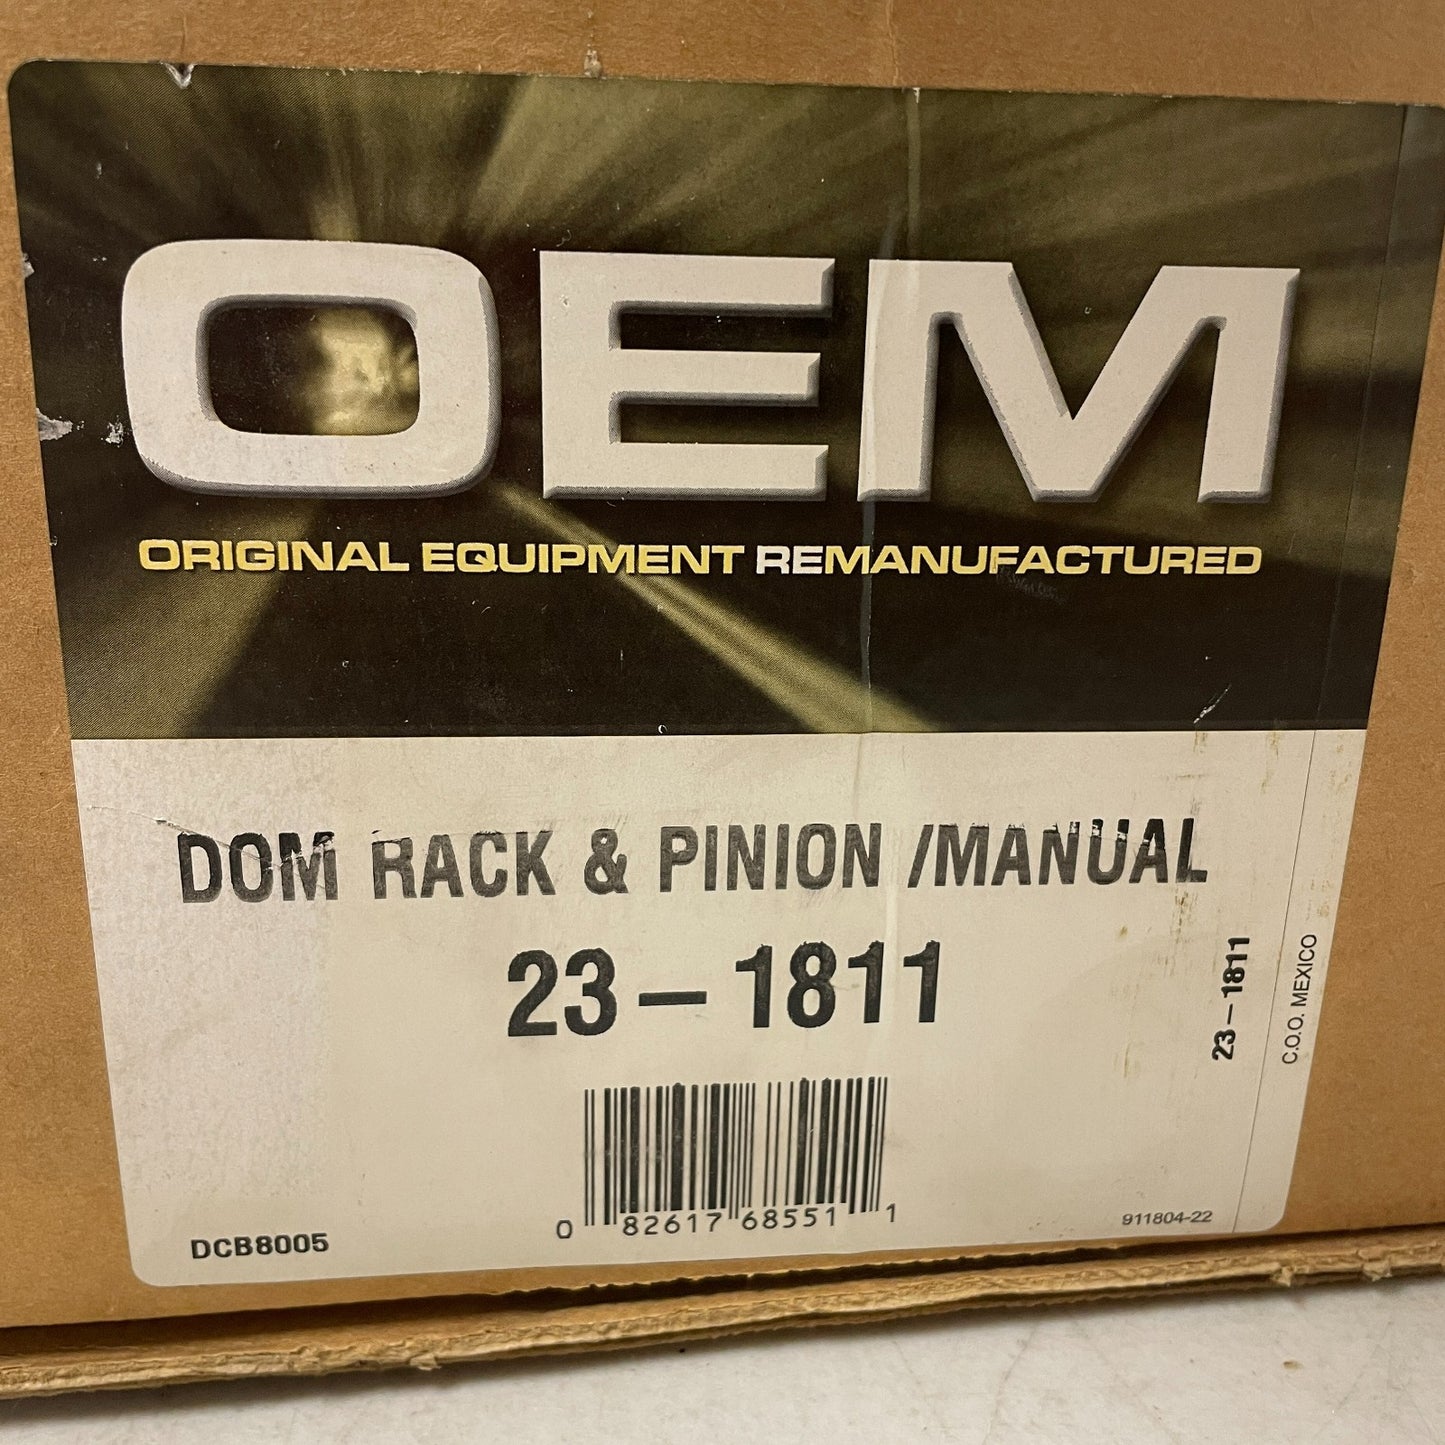 OEM
ORIGINAL EQUIPMENT REMANUFACTURED
DOM RACK & PINION /MANUAL
23-1811
23-1811
C.O.O. MEXICO
0 82617 68551 1
DCB8005
911804-22